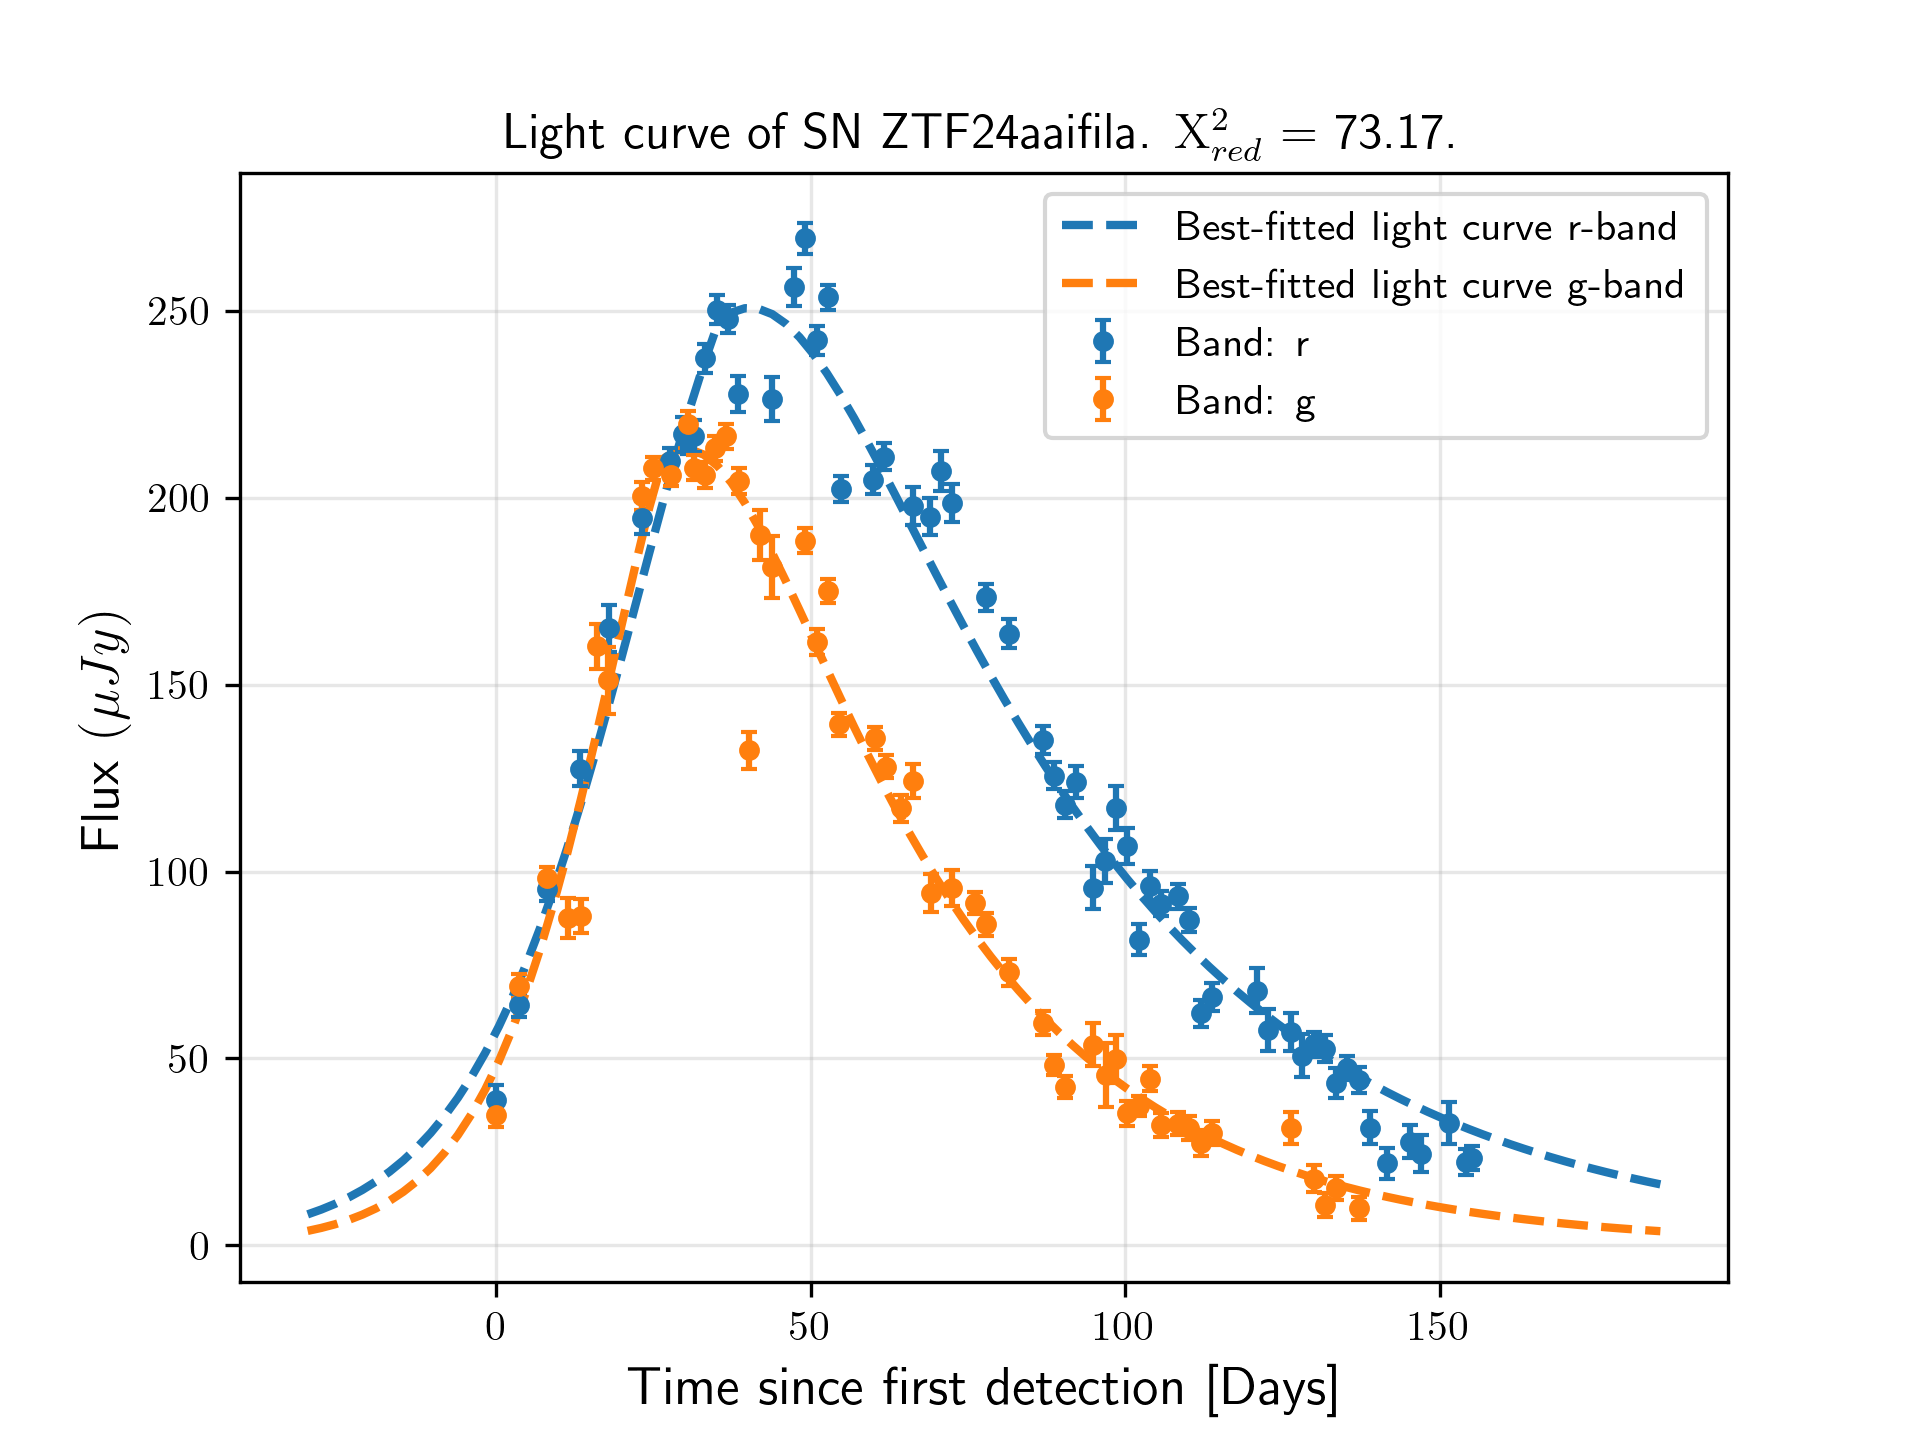 Light curve of SN ZTF24aaifila. X²_red = 73.17.
Best-fitted light curve r-band
Best-fitted light curve g-band
Band: r
Band: g
Flux (μJy)
250
200
150
100
50
0
0 50 100 150
Time since first detection [Days]